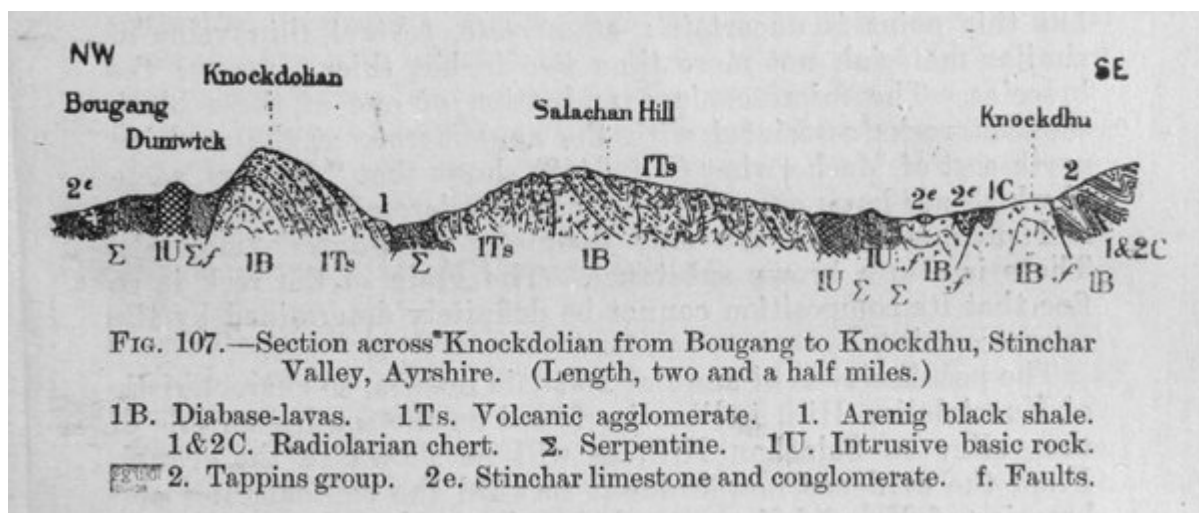 NW
SE
Knockdolian
Bougang
Duniwick
Salachan Hill
Knockdhu
2e
1
1Ts
2e 2e 1C
2
Σ 1U Σ f 1B 1Ts Σ 1Ts 1B 1U Σ 1U Σ f 1B f 1B f 1B 1&2C
FIG. 107.—Section across Knockdolian from Bougang to Knockdhu, Stinchar
Valley, Ayrshire. (Length, two and a half miles.)
1B. Diabase-lavas. 1Ts. Volcanic agglomerate. 1. Arenig black shale.
1&2C. Radiolarian chert. Σ. Serpentine. 1U. Intrusive basic rock.
2. Tappins group. 2e. Stinchar limestone and conglomerate. f. Faults.